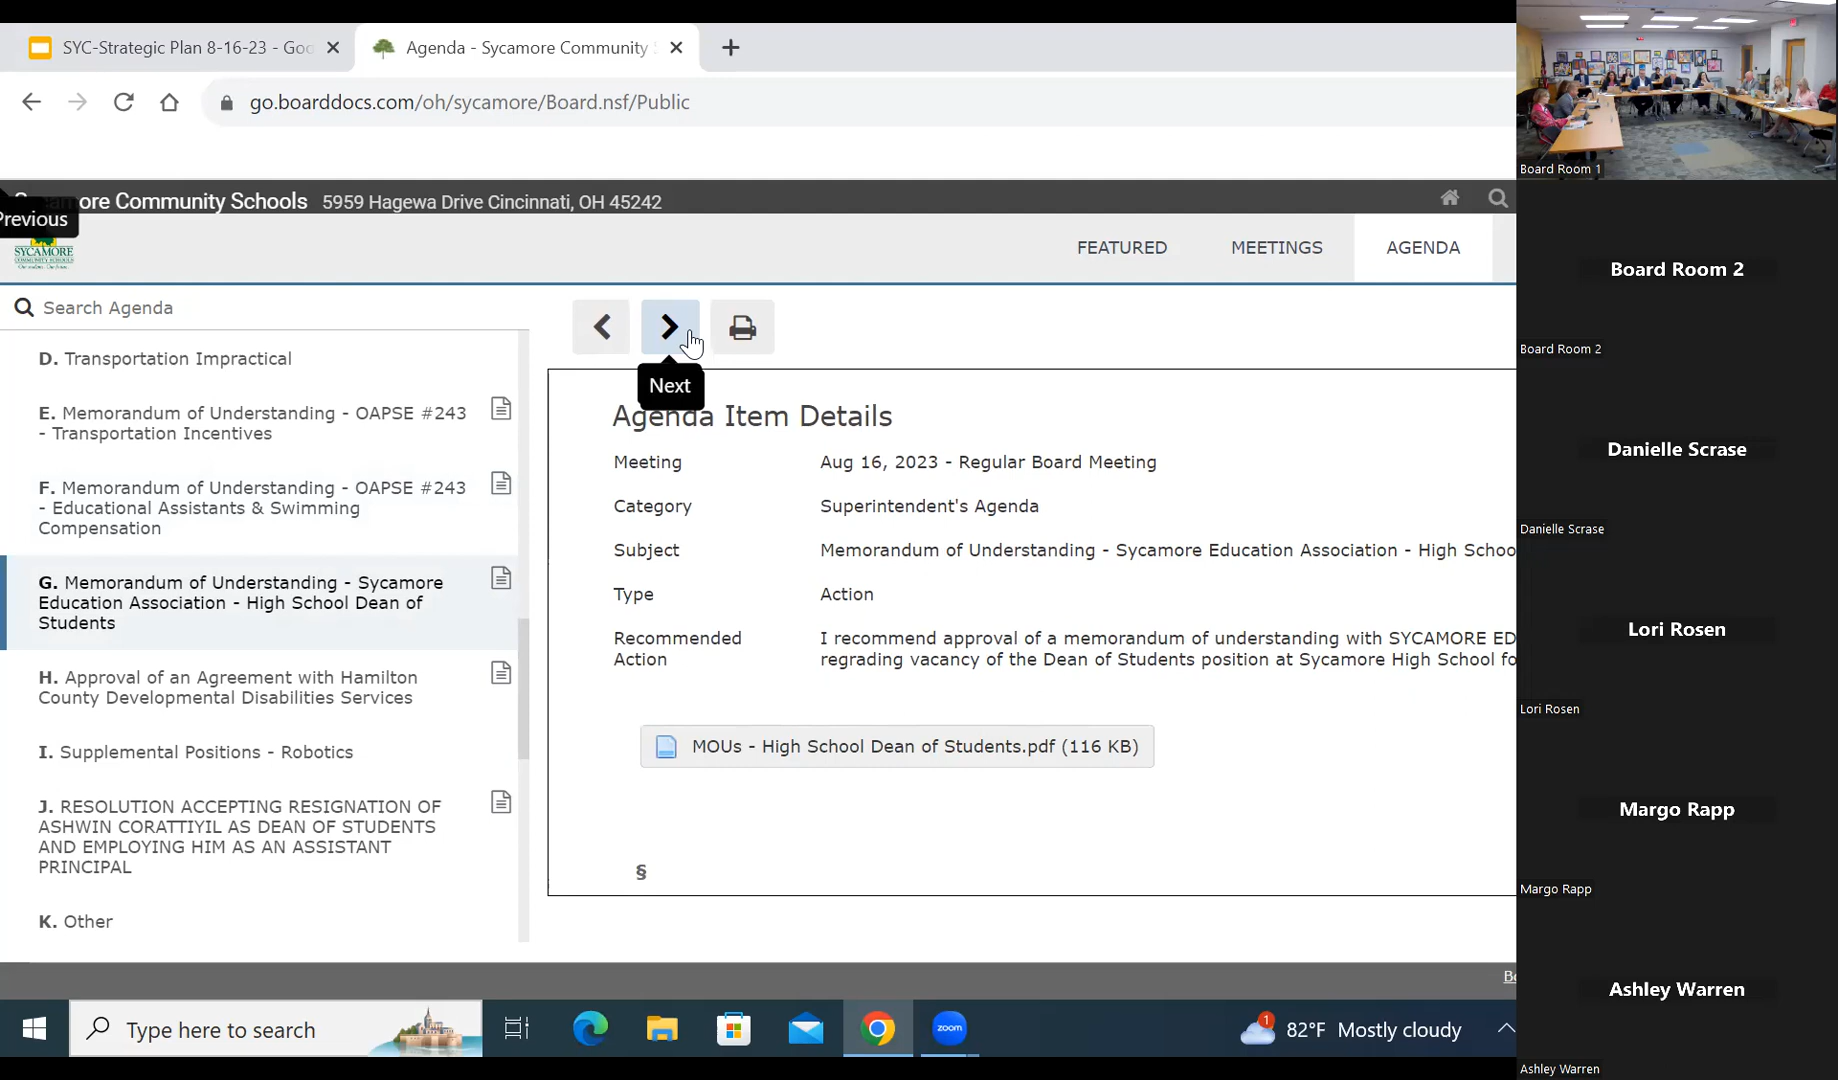 SYC-Strategic Plan 8-16-23 - Goo
Agenda - Sycamore Community S
go.boarddocs.com/oh/sycamore/Board.nsf/Public
Board Room 1
more Community Schools 5959 Hagewa Drive Cincinnati, OH 45242
Previous
SYCAMORE
COMMUNITY SCHOOLS
FEATURED MEETINGS AGENDA
Board Room 2
Board Room 2
Search Agenda
D. Transportation Impractical
E. Memorandum of Understanding - OAPSE #243
- Transportation Incentives
F. Memorandum of Understanding - OAPSE #243
- Educational Assistants & Swimming
Compensation
G. Memorandum of Understanding - Sycamore
Education Association - High School Dean of
Students
H. Approval of an Agreement with Hamilton
County Developmental Disabilities Services
I. Supplemental Positions - Robotics
J. RESOLUTION ACCEPTING RESIGNATION OF
ASHWIN CORATTIYIL AS DEAN OF STUDENTS
AND EMPLOYING HIM AS AN ASSISTANT
PRINCIPAL
K. Other
Next
Agenda Item Details
Meeting Aug 16, 2023 - Regular Board Meeting
Category Superintendent's Agenda
Subject Memorandum of Understanding - Sycamore Education Association - High Schoo
Type Action
Recommended I recommend approval of a memorandum of understanding with SYCAMORE ED
Action regrading vacancy of the Dean of Students position at Sycamore High School fo
MOUs - High School Dean of Students.pdf (116 KB)
§
Danielle Scrase
Danielle Scrase
Lori Rosen
Lori Rosen
Margo Rapp
Margo Rapp
Ashley Warren
Ashley Warren
Bo
Type here to search
zoom
1
82°F Mostly cloudy